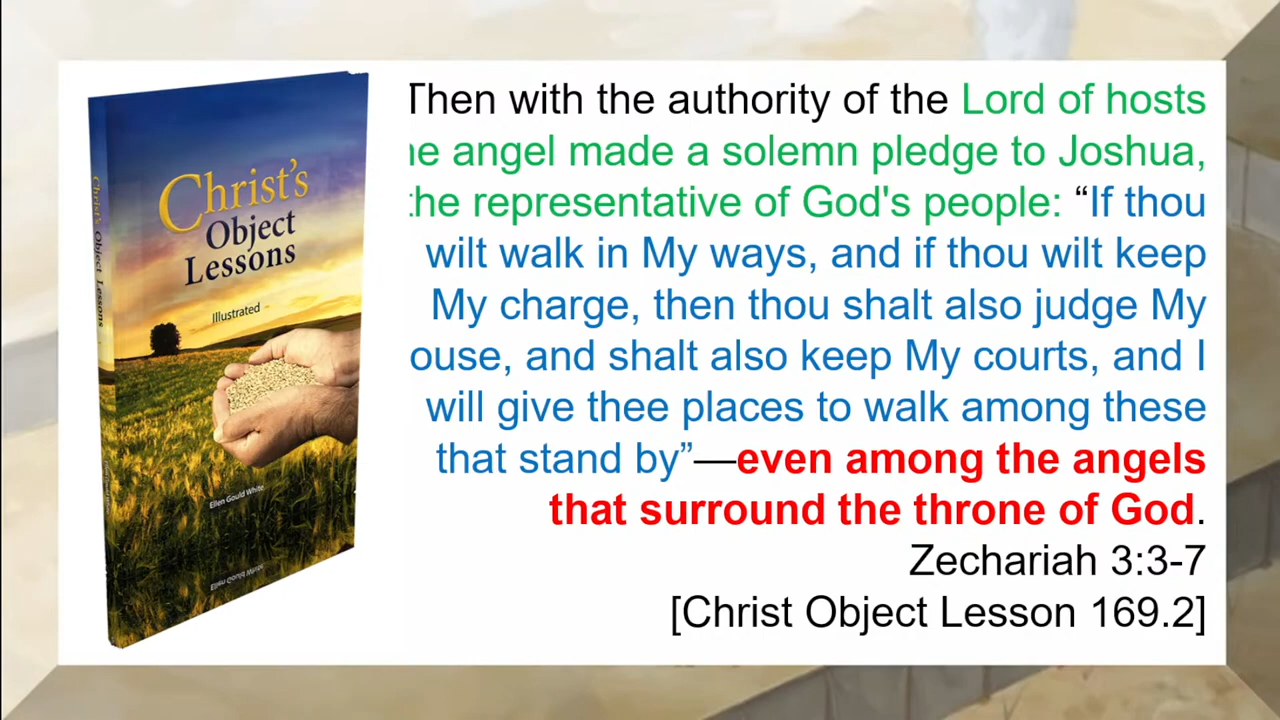 Christ's
Object
Lessons
Illustrated
Ellen Gould White
Christ's Object Lessons
Then with the authority of the Lord of hosts
he angel made a solemn pledge to Joshua,
the representative of God's people: “If thou
wilt walk in My ways, and if thou wilt keep
My charge, then thou shalt also judge My
ouse, and shalt also keep My courts, and I
will give thee places to walk among these
that stand by”—even among the angels
that surround the throne of God.
Zechariah 3:3-7
[Christ Object Lesson 169.2]